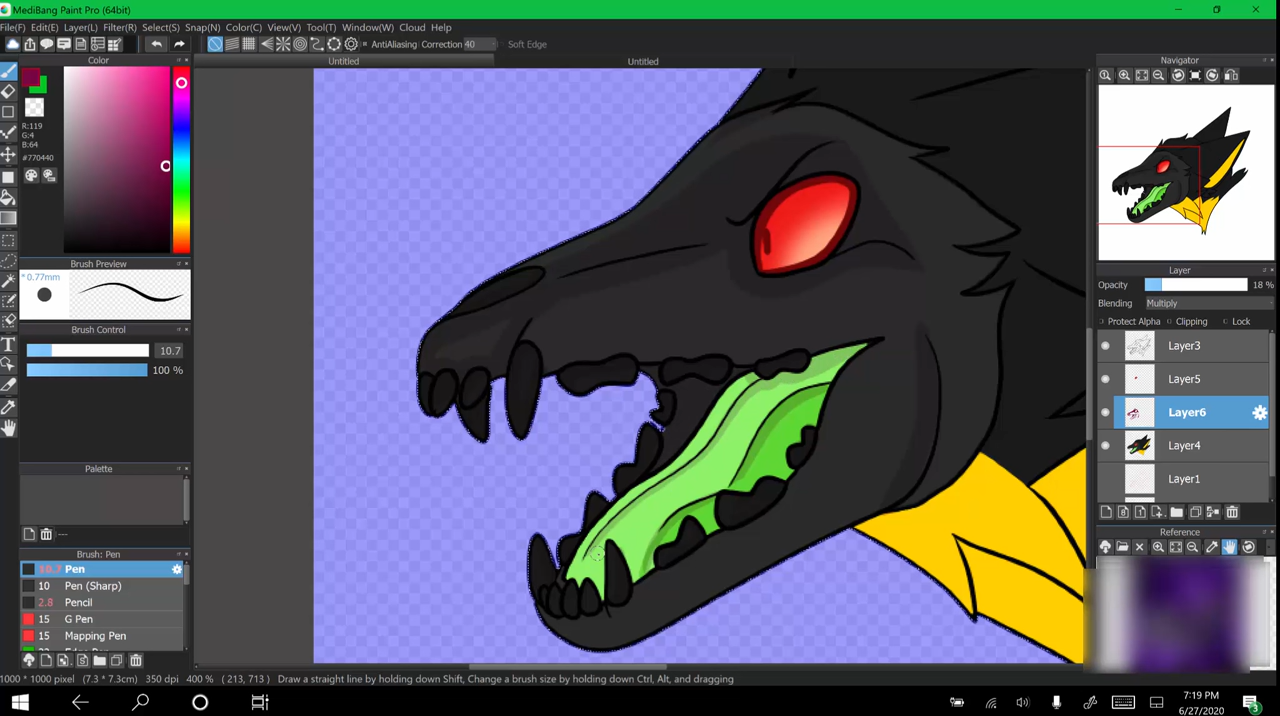 MediBang Paint Pro (64bit)
File(F) Edit(E) Layer(L) Filter(R) Select(S) Snap(N) Color(C) View(V) Tool(T) Window(W) Cloud Help
AntiAliasing Correction 40 Soft Edge
Color
Untitled
Untitled
Navigator
R:119
G:4
B:64
#770440
Brush Preview
* 0.77mm
Brush Control
10.7
100 %
Palette
---
Brush: Pen
10.7 Pen
10 Pen (Sharp)
2.8 Pencil
15 G Pen
15 Mapping Pen
Layer
Opacity 18 %
Blending Multiply
Protect Alpha Clipping Lock
Layer3
Layer5
Layer6
Layer4
Layer1
Reference
1000 * 1000 pixel (7.3 * 7.3cm) 350 dpi 400 % (213, 713) Draw a straight line by holding down Shift, Change a brush size by holding down Ctrl, Alt, and dragging
7:19 PM
6/27/2020
3